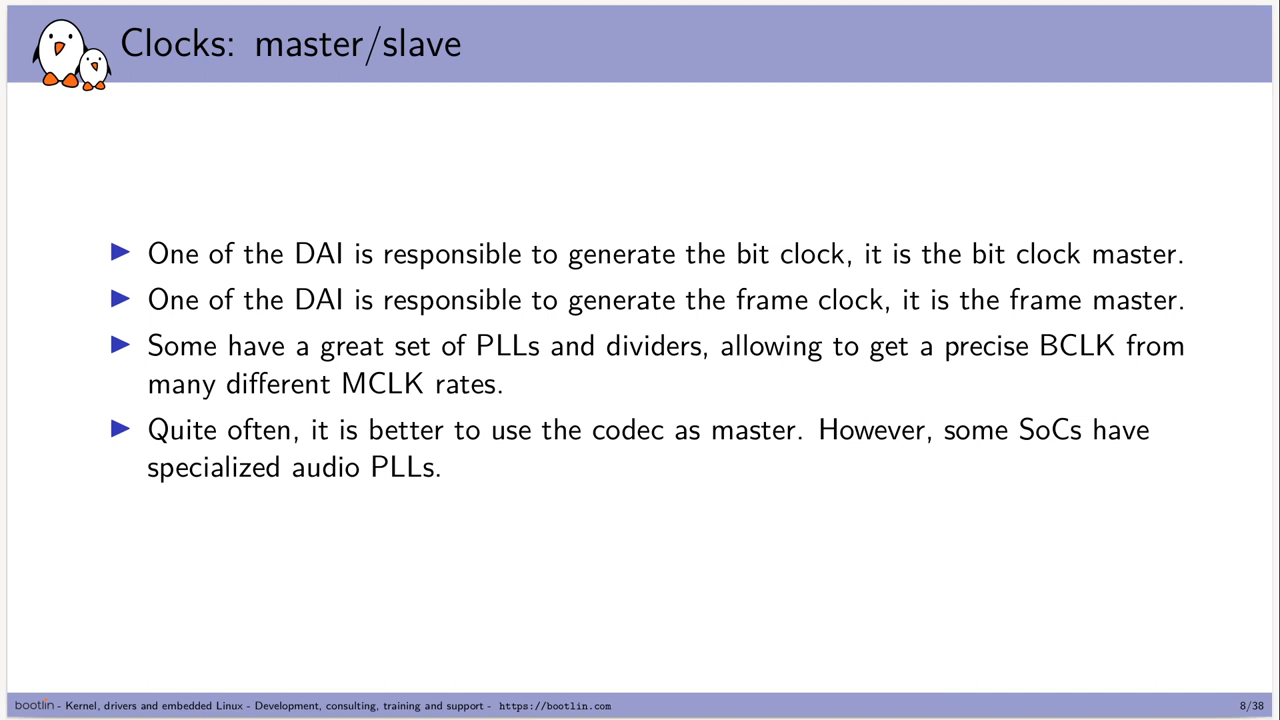 Clocks: master/slave
▶ One of the DAI is responsible to generate the bit clock, it is the bit clock master.
▶ One of the DAI is responsible to generate the frame clock, it is the frame master.
▶ Some have a great set of PLLs and dividers, allowing to get a precise BCLK from
many different MCLK rates.
▶ Quite often, it is better to use the codec as master. However, some SoCs have
specialized audio PLLs.
bootlin - Kernel, drivers and embedded Linux - Development, consulting, training and support - https://bootlin.com 8/38